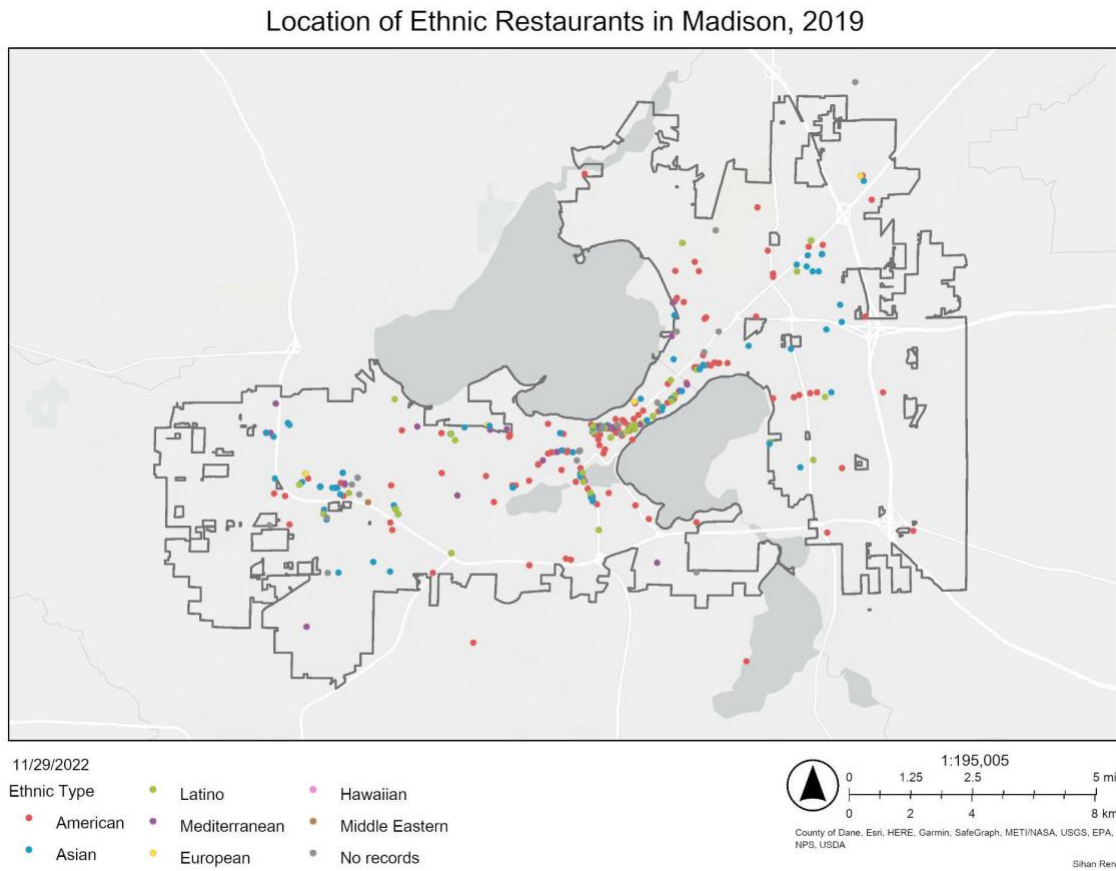 Location of Ethnic Restaurants in Madison, 2019
11/29/2022
Ethnic Type
American
Asian
Latino
Mediterranean
European
Hawaiian
Middle Eastern
No records
1:195,005
0 1.25 2.5 5 mi
0 2 4 8 km
County of Dane, Esri, HERE, Garmin, SafeGraph, METI/NASA, USGS, EPA,
NPS, USDA
Sihan Ren